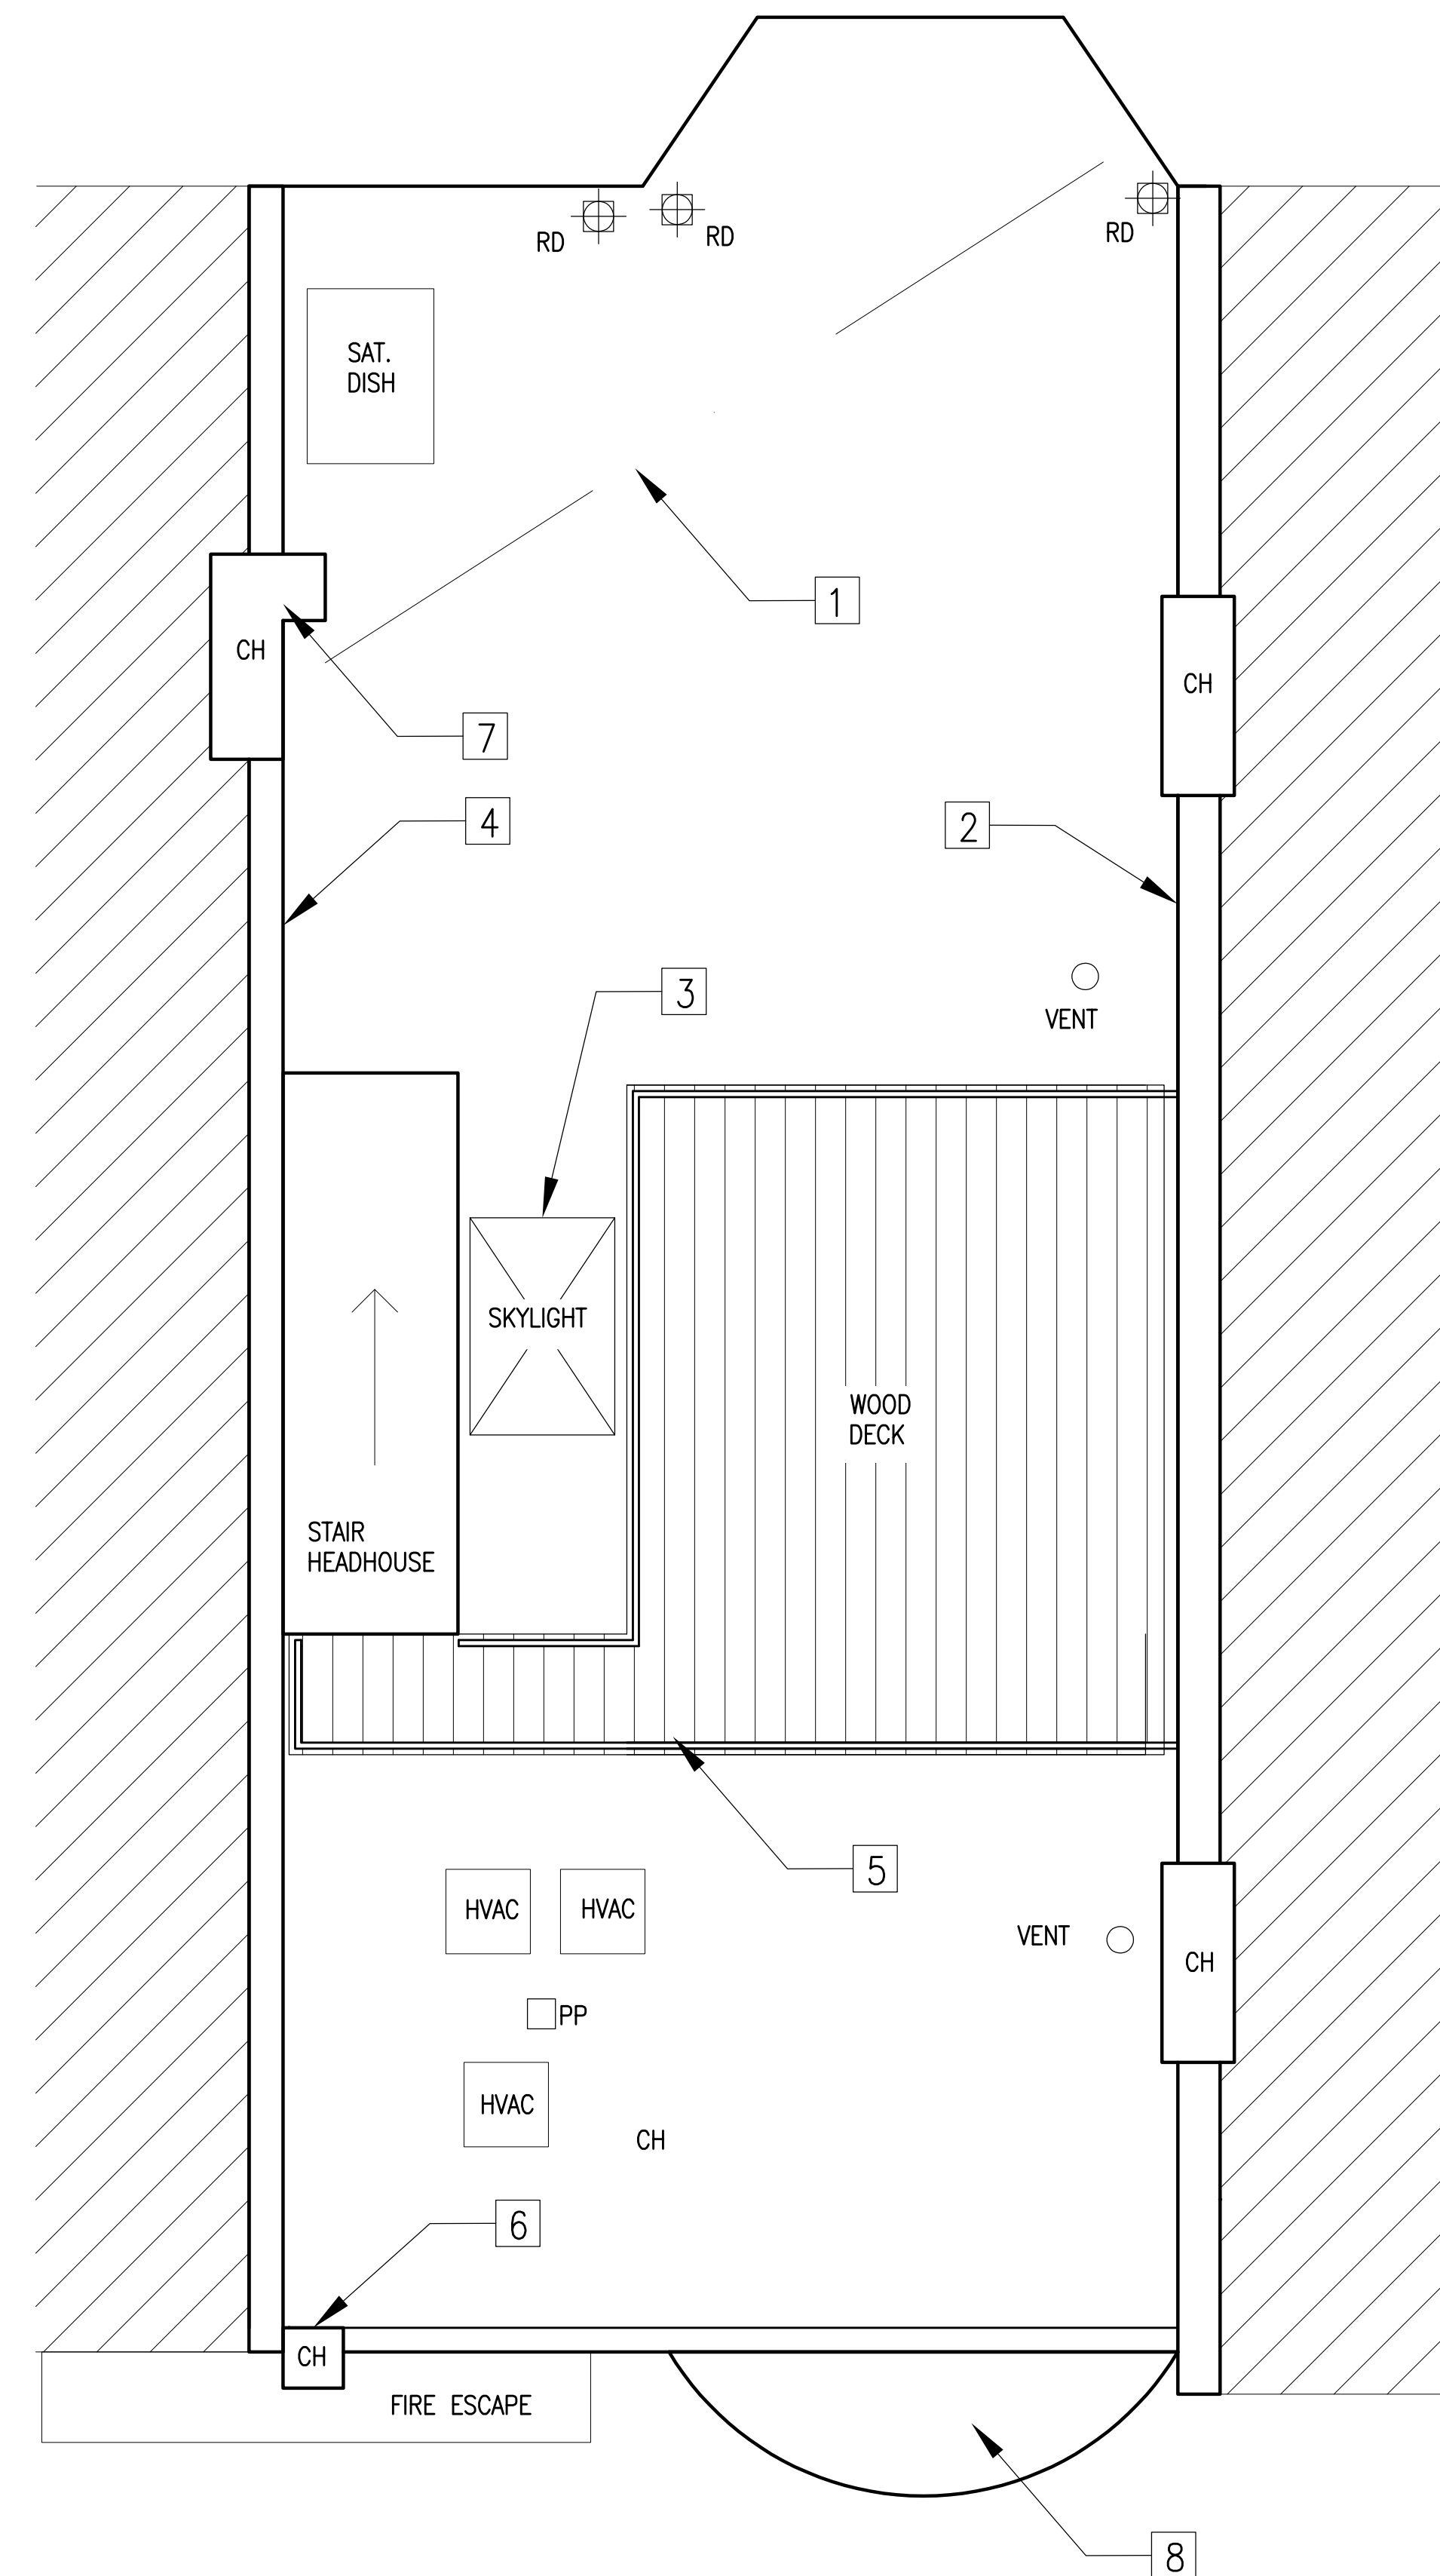 RD
RD
RD
SAT.
DISH
1
CH
CH
7
4
2
3
VENT
SKYLIGHT
WOOD
DECK
STAIR
HEADHOUSE
5
HVAC
HVAC
VENT
CH
PP
HVAC
CH
6
CH
FIRE ESCAPE
8